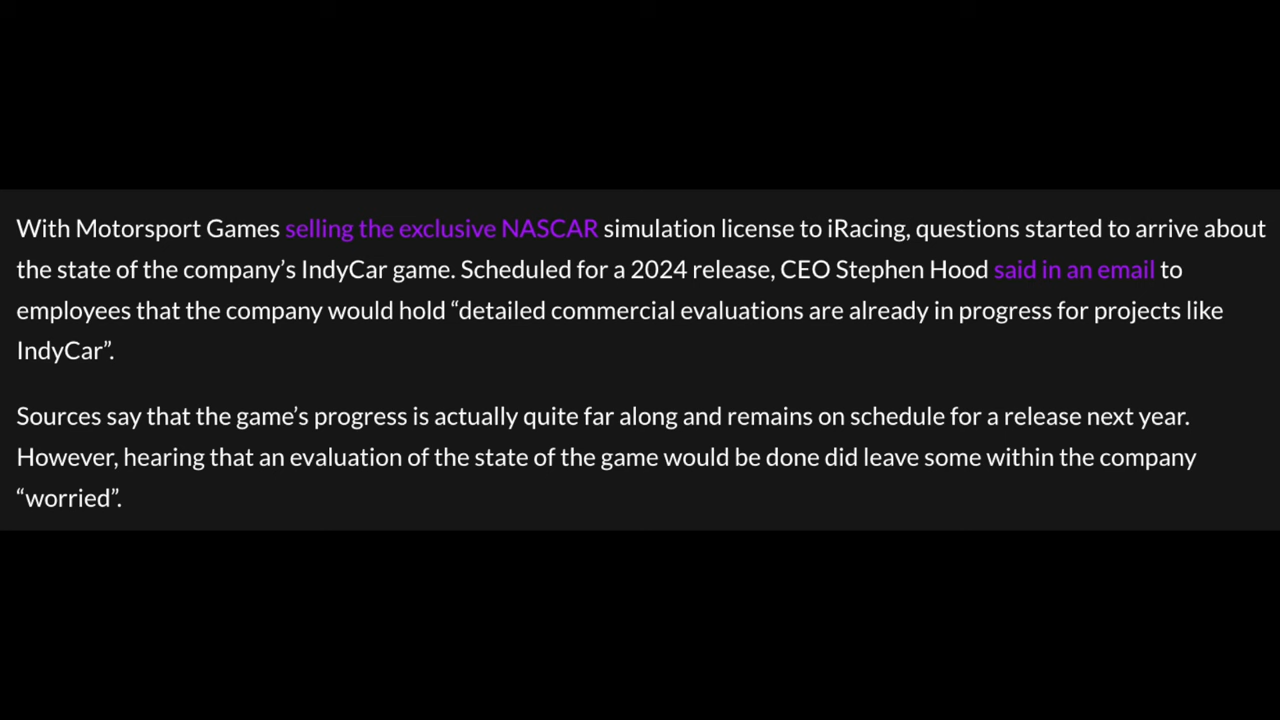 With Motorsport Games selling the exclusive NASCAR simulation license to iRacing, questions started to arrive about
the state of the company’s IndyCar game. Scheduled for a 2024 release, CEO Stephen Hood said in an email to
employees that the company would hold “detailed commercial evaluations are already in progress for projects like
IndyCar”.
Sources say that the game’s progress is actually quite far along and remains on schedule for a release next year.
However, hearing that an evaluation of the state of the game would be done did leave some within the company
“worried”.